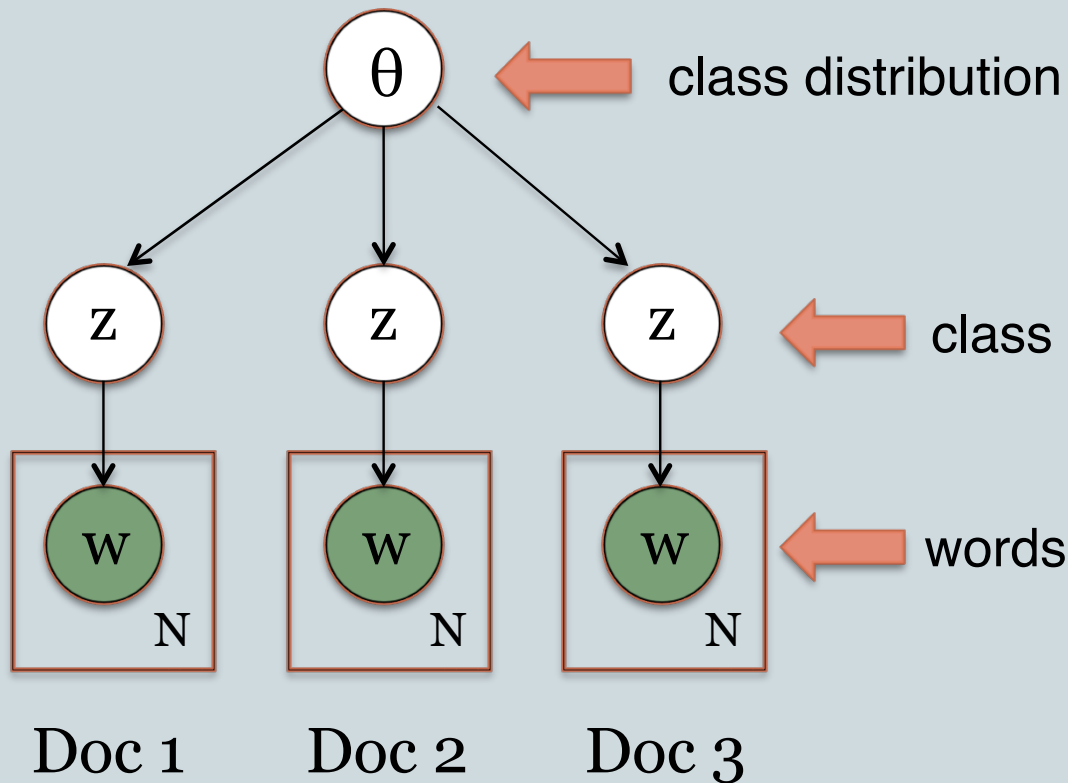 θ class distribution
z z z class
w w w words
N N N
Doc 1 Doc 2 Doc 3